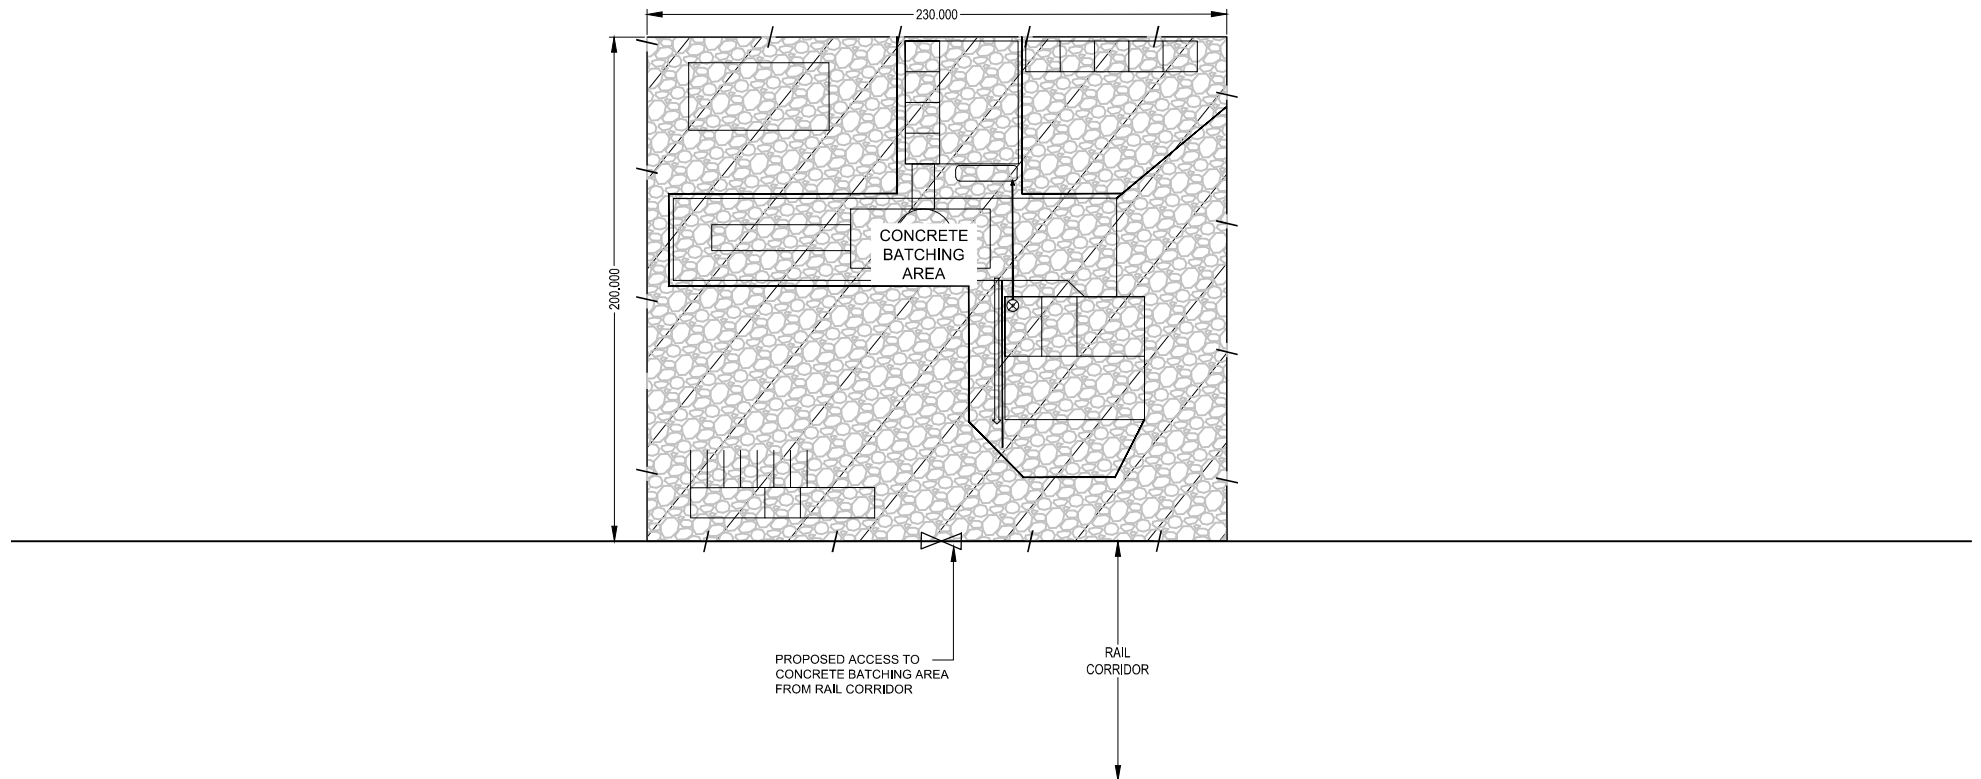 230.000
200.000
CONCRETE
BATCHING
AREA
PROPOSED ACCESS TO
CONCRETE BATCHING AREA
FROM RAIL CORRIDOR
RAIL
CORRIDOR